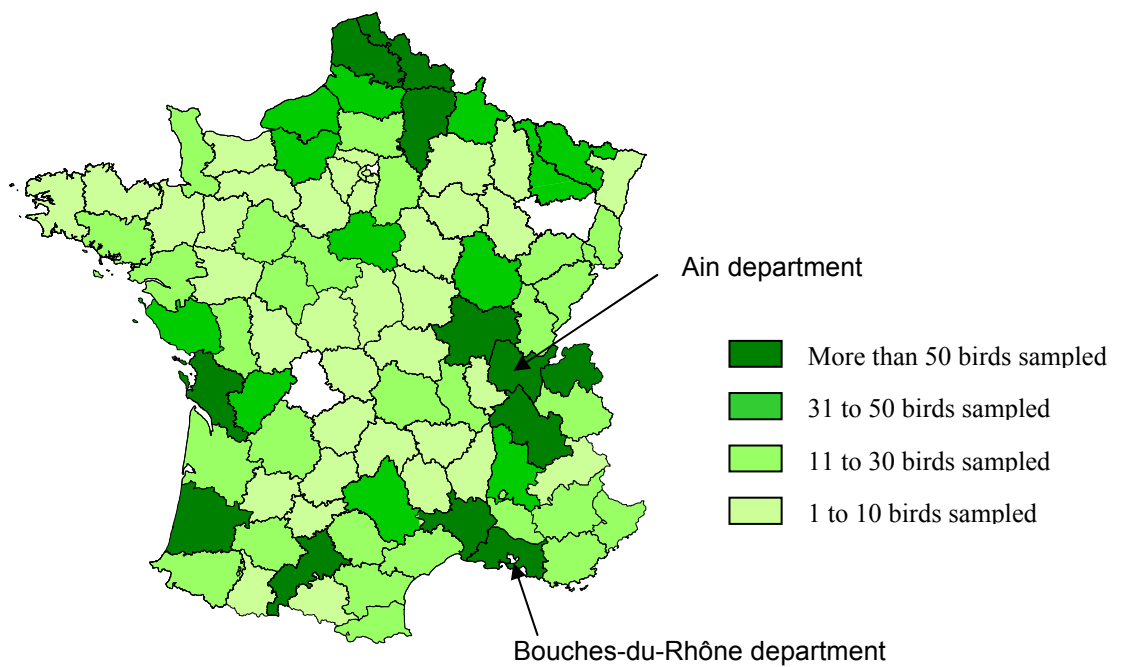 Ain department
More than 50 birds sampled
31 to 50 birds sampled
11 to 30 birds sampled
1 to 10 birds sampled
Bouches-du-Rhône department